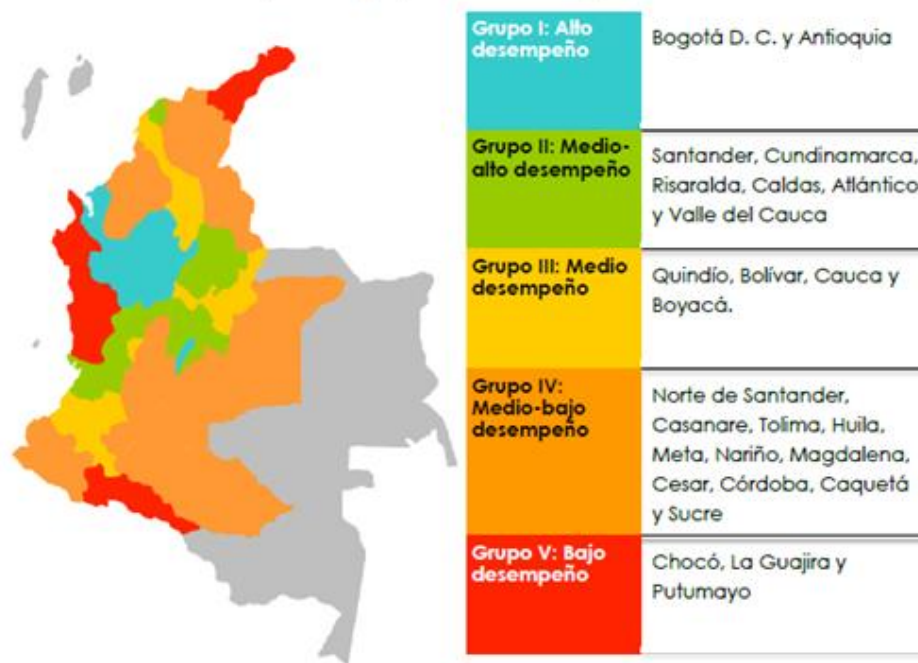 Grupo I: Alto
desempeño
Bogotá D. C. y Antioquia
Grupo II: Medio-
alto desempeño
Santander, Cundinamarca,
Risaralda, Caldas, Atlántico
y Valle del Cauca
Grupo III: Medio
desempeño
Quindío, Bolívar, Cauca y
Boyacá.
Grupo IV:
Medio-bajo
desempeño
Norte de Santander,
Casanare, Tolima, Huila,
Meta, Nariño, Magdalena,
Cesar, Córdoba, Caquetá
y Sucre
Grupo V: Bajo
desempeño
Chocó, La Guajira y
Putumayo